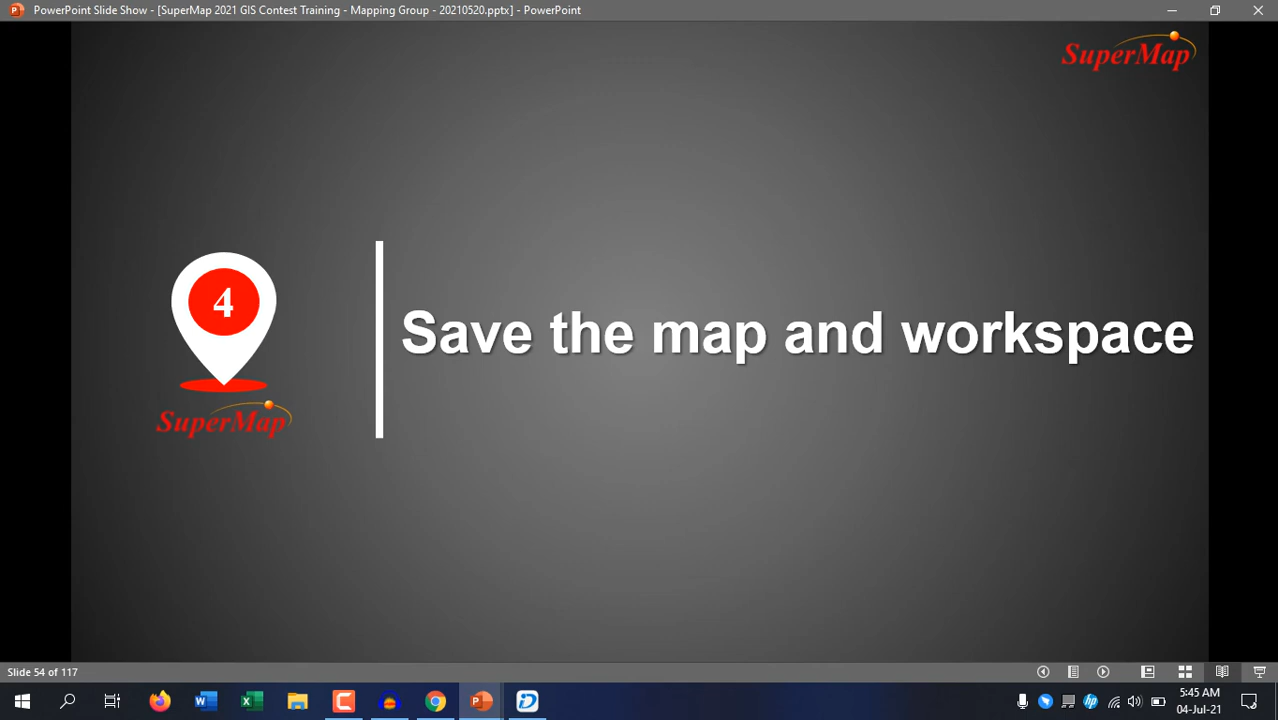 PowerPoint Slide Show - [SuperMap 2021 GIS Contest Training - Mapping Group - 20210520.pptx] - PowerPoint
SuperMap
4
Save the map and workspace
SuperMap
Slide 54 of 117
5:45 AM
04-Jul-21